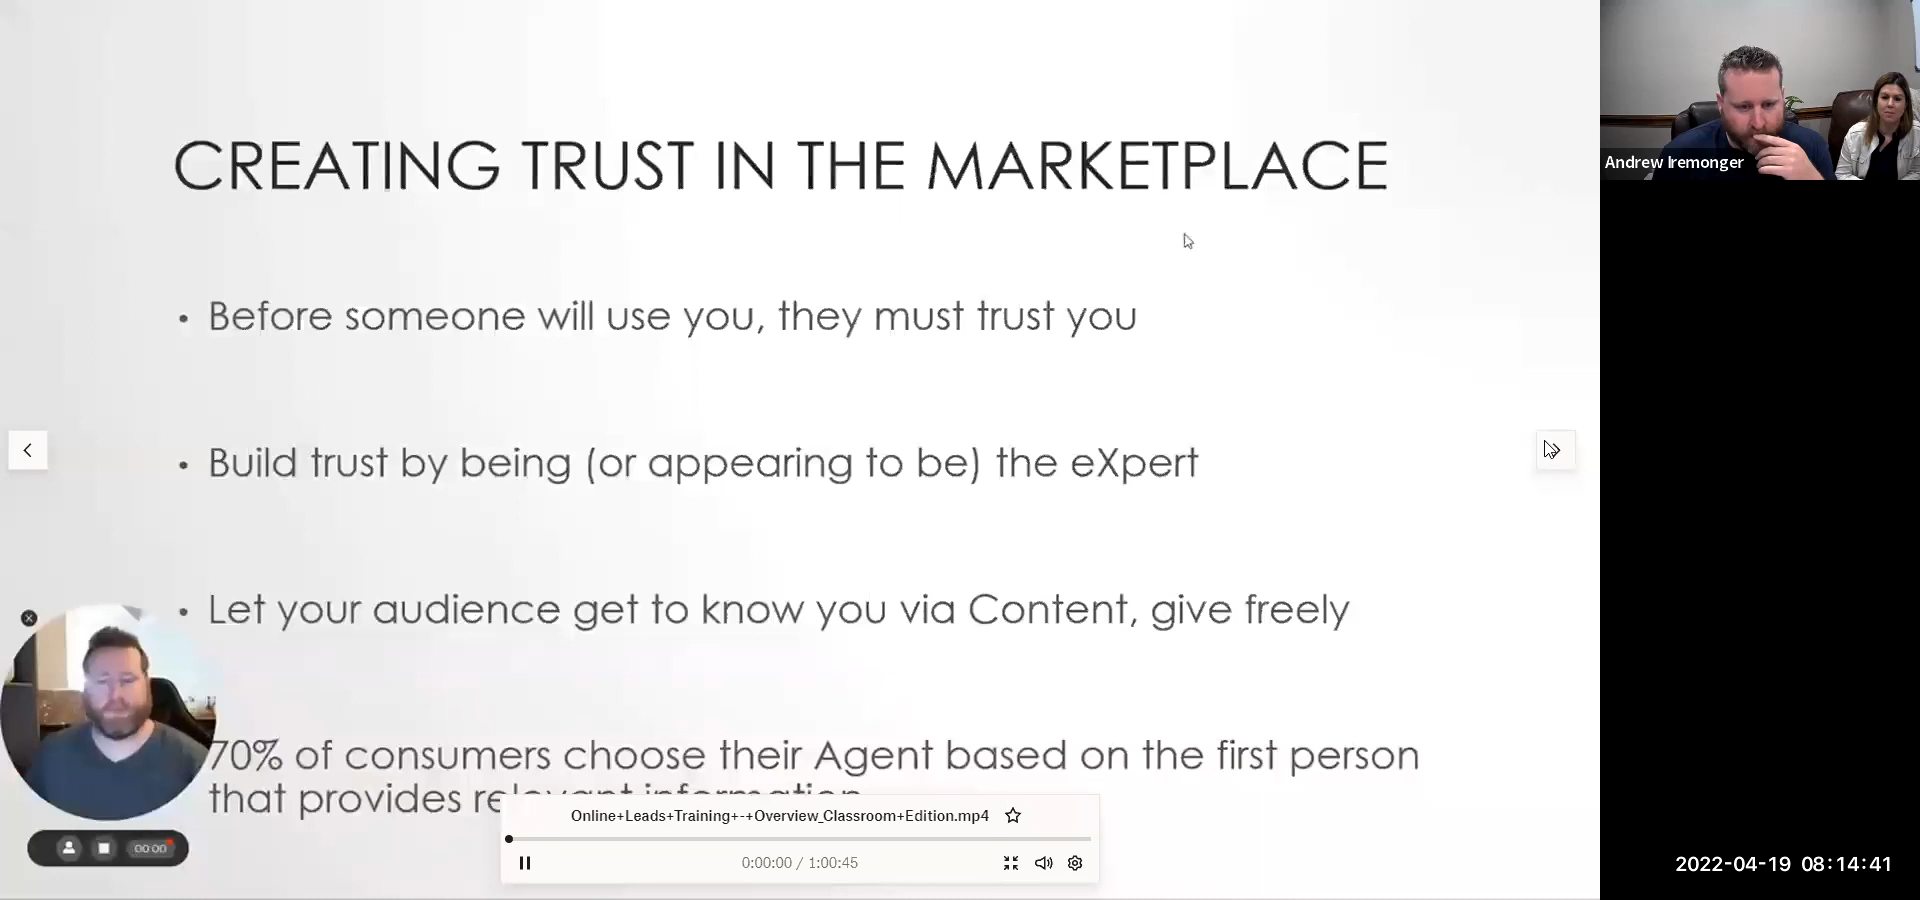 CREATING TRUST IN THE MARKETPLACE
• Before someone will use you, they must trust you
• Build trust by being (or appearing to be) the eXpert
• Let your audience get to know you via Content, give freely
70% of consumers choose their Agent based on the first person
that provides relevant information
Online+Leads+Training+-+Overview_Classroom+Edition.mp4
0:00:00 / 1:00:45
00:00
Andrew Iremonger
2022-04-19 08:14:41